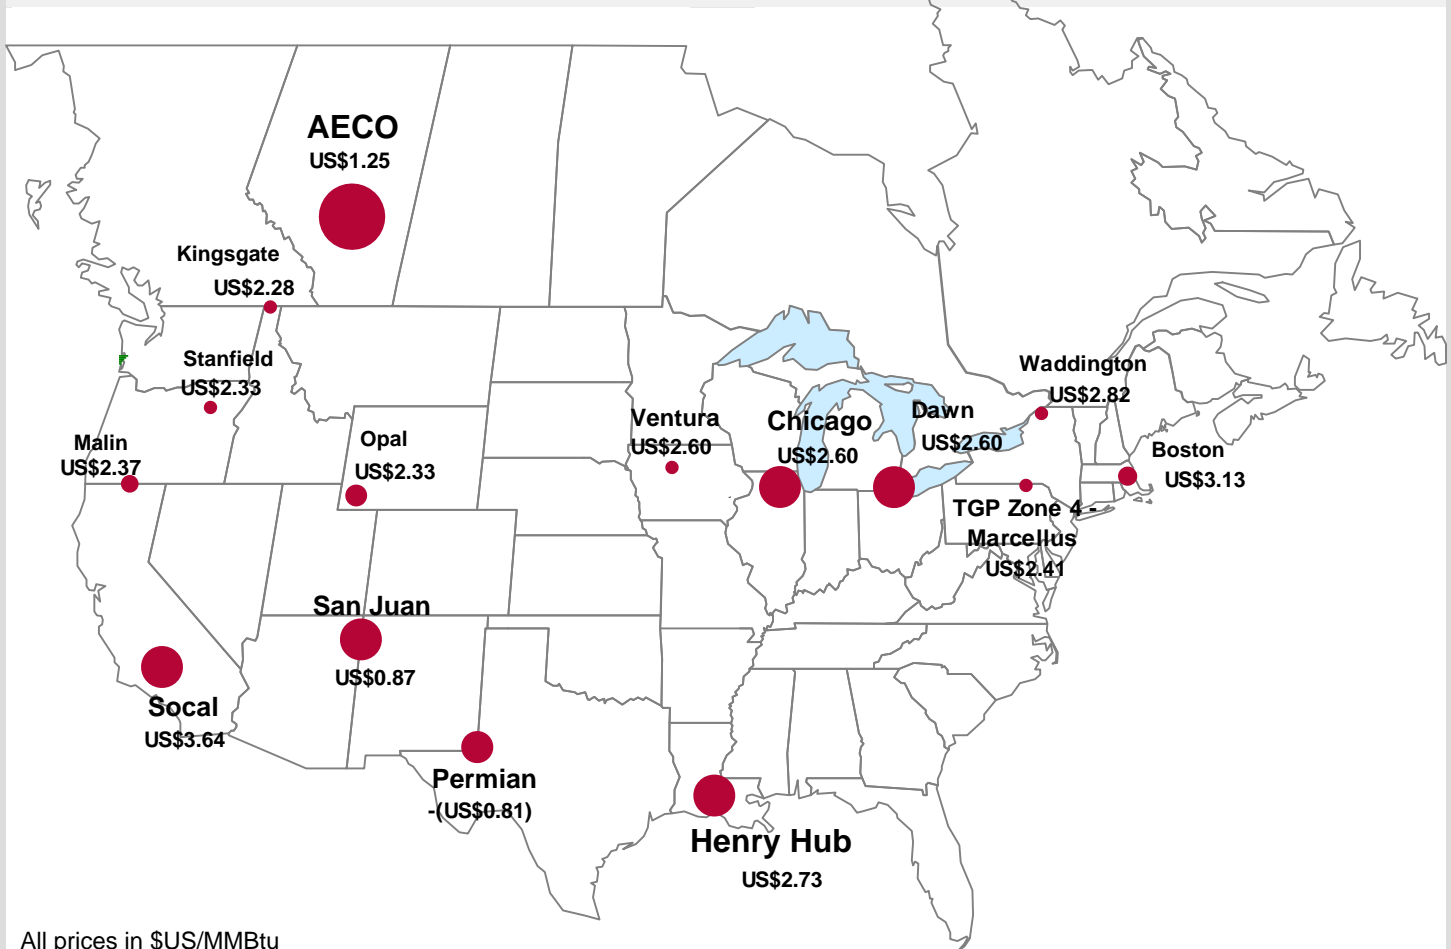 AECO
US$1.25
Kingsgate
US$2.28
Stanfield
US$2.33
Malin
US$2.37
Opal
US$2.33
Ventura
US$2.60
Chicago
US$2.60
Dawn
US$2.60
Waddington
US$2.82
Boston
US$3.13
TGP Zone 4 -
Marcellus
US$2.41
San Juan
US$0.87
Socal
US$3.64
Permian
-(US$0.81)
Henry Hub
US$2.73
All prices in $US/MMBtu